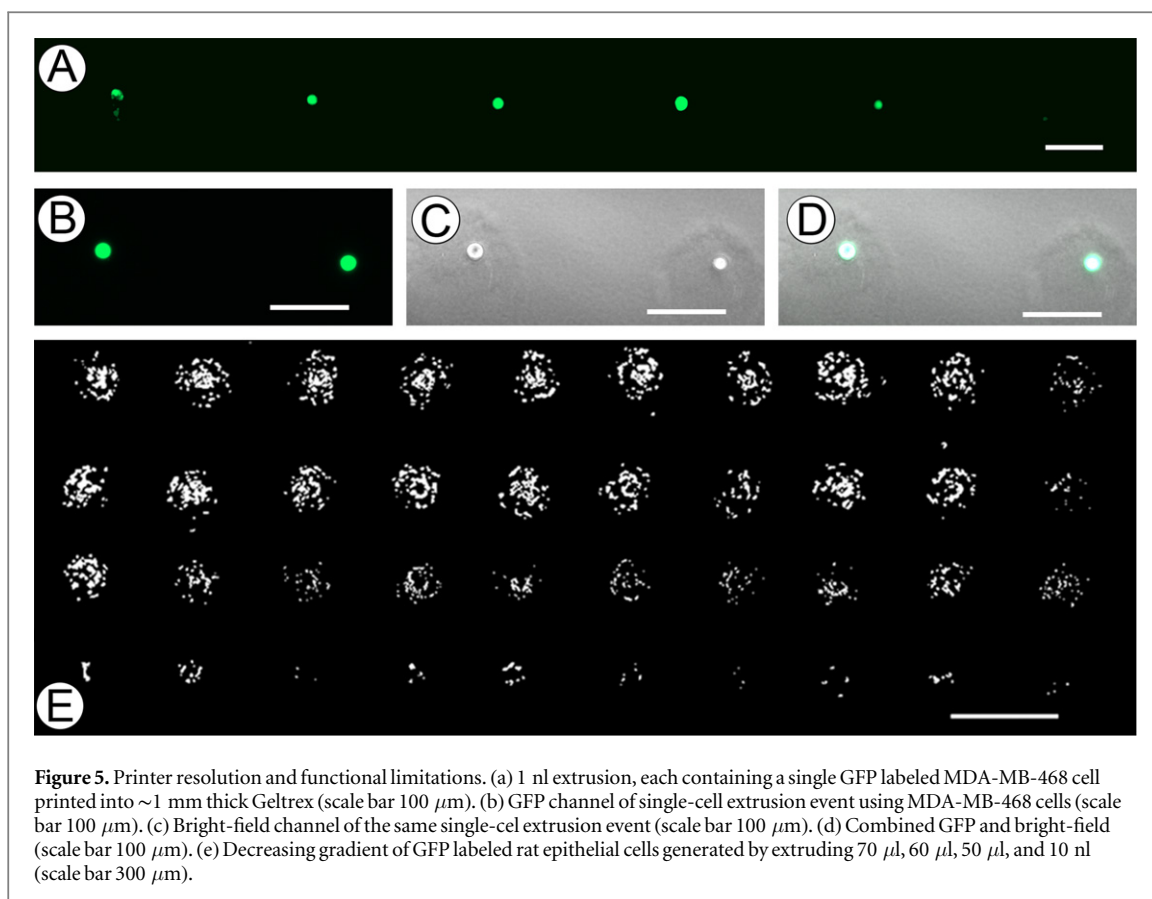 A
B
C
D
E
Figure 5. Printer resolution and functional limitations. (a) 1 nl extrusion, each containing a single GFP labeled MDA-MB-468 cell
printed into ~1 mm thick Geltrex (scale bar 100 μm). (b) GFP channel of single-cell extrusion event using MDA-MB-468 cells (scale
bar 100 μm). (c) Bright-field channel of the same single-cel extrusion event (scale bar 100 μm). (d) Combined GFP and bright-field
(scale bar 100 μm). (e) Decreasing gradient of GFP labeled rat epithelial cells generated by extruding 70 μl, 60 μl, 50 μl, and 10 nl
(scale bar 300 μm).